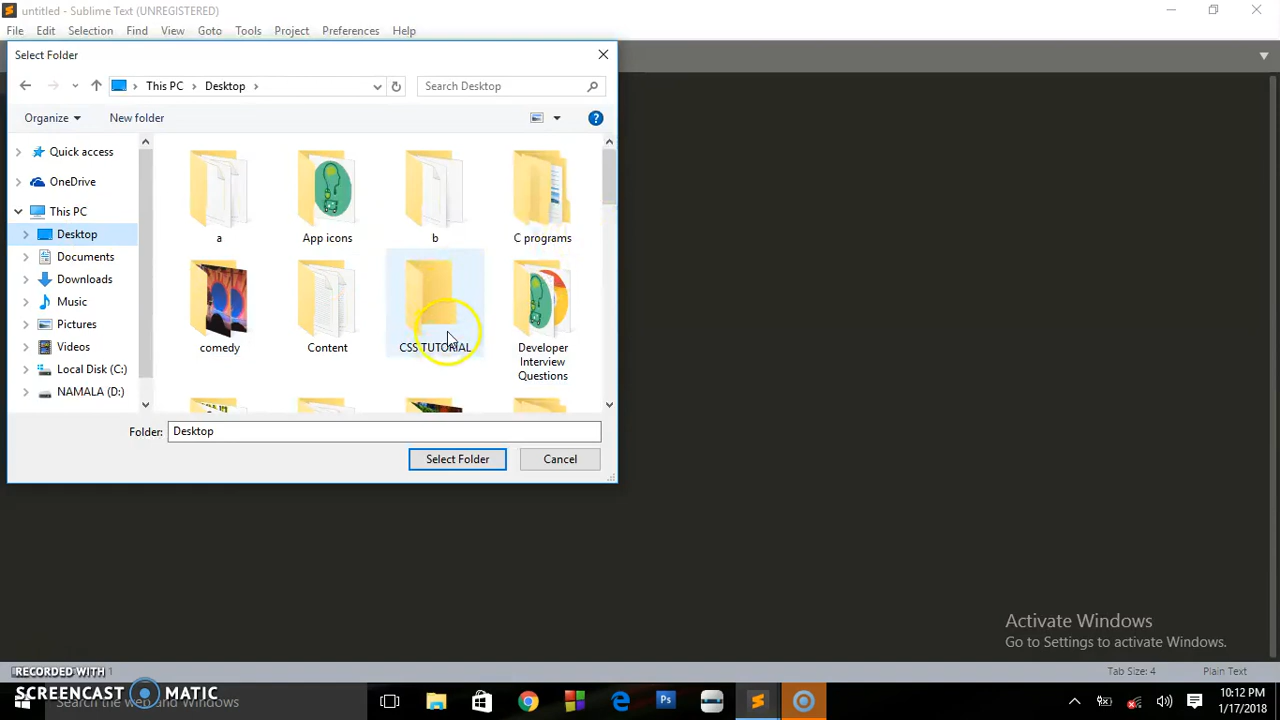 untitled - Sublime Text (UNREGISTERED)
File Edit Selection Find View Goto Tools Project Preferences Help
Select Folder
This PC Desktop
Search Desktop
Organize New folder
Quick access
OneDrive
This PC
Desktop
Documents
Downloads
Music
Pictures
Videos
Local Disk (C:)
NAMALA (D:)
a App icons b C programs
comedy Content CSS TUTORIAL Developer
Interview
Questions
Folder: Desktop
Select Folder Cancel
Activate Windows
Go to Settings to activate Windows.
RECORDED WITH 1 Tab Size: 4 Plain Text
SCREENCAST MATIC
Search the web and Windows
10:12 PM
1/17/2018